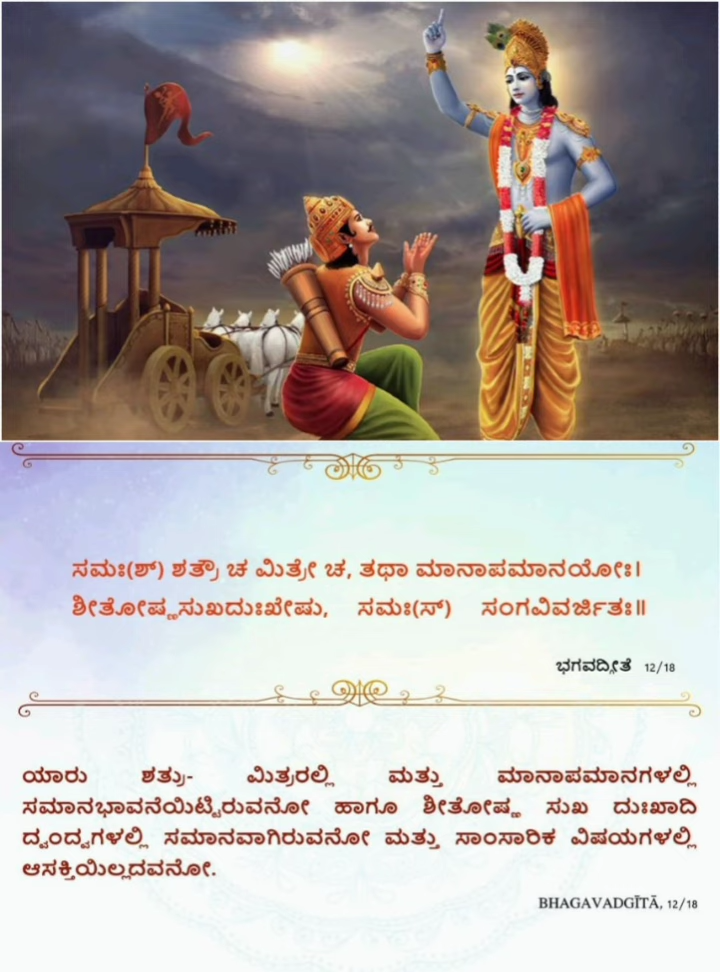 ಸಮಃ(ಶ್) ಶತ್ರೌ ಚ ಮಿತ್ರೇ ಚ, ತಥಾ ಮಾನಾಪಮಾನಯೋಃ।
ಶೀತೋಷ್ಣಸುಖದುಃಖೇಷು, ಸಮಃ(ಸ್) ಸಂಗವಿವರ್ಜಿತಃ॥
ಭಗವದ್ಗೀತೆ 12/18
ಯಾರು ಶತ್ರು- ಮಿತ್ರರಲ್ಲಿ ಮತ್ತು ಮಾನಾಪಮಾನಗಳಲ್ಲಿ
ಸಮಾನಭಾವನೆಯಿಟ್ಟಿರುವನೋ ಹಾಗೂ ಶೀತೋಷ್ಣ ಸುಖ ದುಃಖಾದಿ
ದ್ವಂದ್ವಗಳಲ್ಲಿ ಸಮಾನವಾಗಿರುವನೋ ಮತ್ತು ಸಾಂಸಾರಿಕ ವಿಷಯಗಳಲ್ಲಿ
ಆಸಕ್ತಿಯಿಲ್ಲದವನೋ.
BHAGAVADGĪTĀ, 12/18